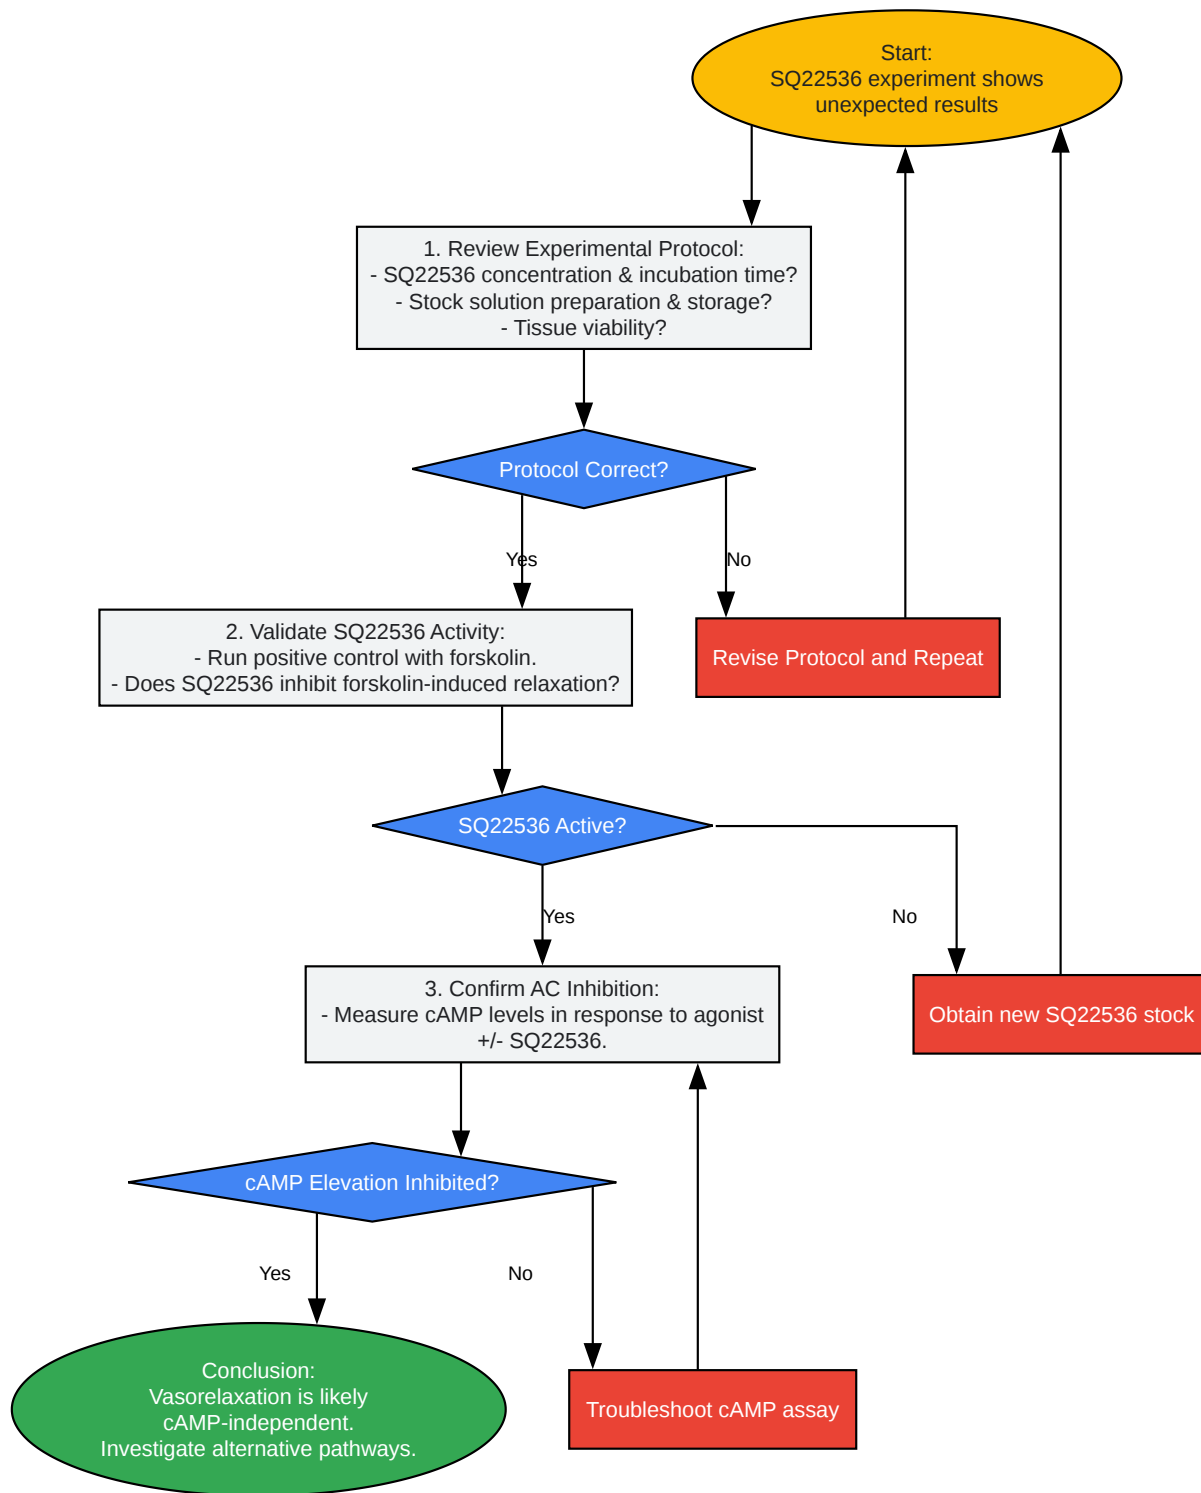 Start:
SQ22536 experiment shows
unexpected results
1. Review Experimental Protocol:
- SQ22536 concentration & incubation time?
- Stock solution preparation & storage?
- Tissue viability?
Protocol Correct?
Yes
No
2. Validate SQ22536 Activity:
- Run positive control with forskolin.
- Does SQ22536 inhibit forskolin-induced relaxation?
Revise Protocol and Repeat
SQ22536 Active?
Yes
No
3. Confirm AC Inhibition:
- Measure cAMP levels in response to agonist
+/- SQ22536.
Obtain new SQ22536 stock
cAMP Elevation Inhibited?
Yes
No
Conclusion:
Vasorelaxation is likely
cAMP-independent.
Investigate alternative pathways.
Troubleshoot cAMP assay